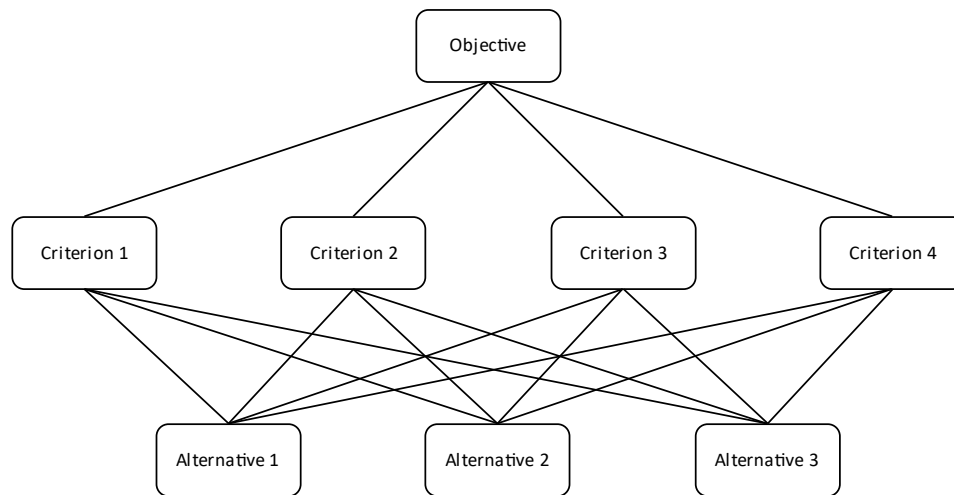 Objective
Criterion 1
Criterion 2
Criterion 3
Criterion 4
Alternative 1
Alternative 2
Alternative 3